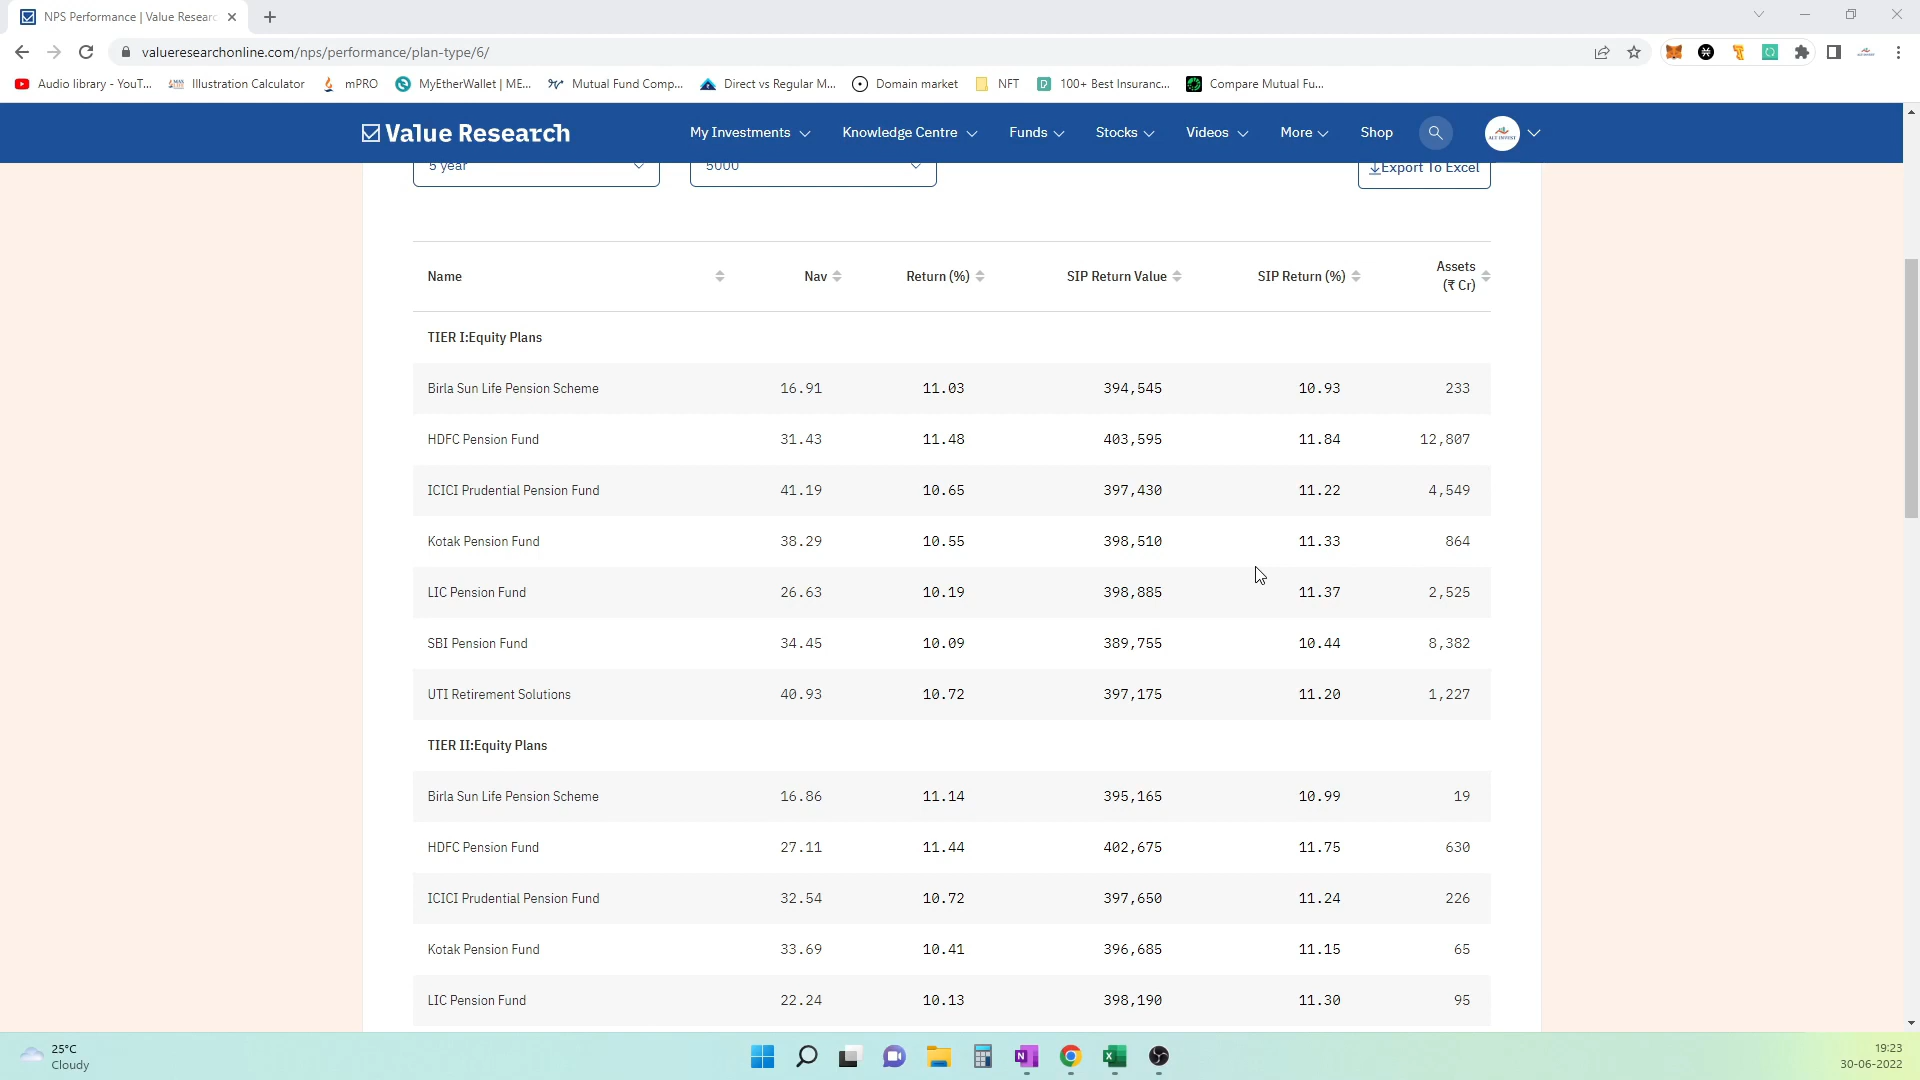 NPS Performance | Value Researc
valueresearchonline.com/nps/performance/plan-type/6/
Audio library - YouT... Illustration Calculator mPRO MyEtherWallet | ME... Mutual Fund Comp... Direct vs Regular M... Domain market NFT 100+ Best Insuranc... Compare Mutual Fu...
Value Research My Investments Knowledge Centre Funds Stocks Videos More Shop
5 year 5000 Export To Excel
Name Nav Return (%) SIP Return Value SIP Return (%) Assets
(₹ Cr)
TIER I:Equity Plans
Birla Sun Life Pension Scheme 16.91 11.03 394,545 10.93 233
HDFC Pension Fund 31.43 11.48 403,595 11.84 12,807
ICICI Prudential Pension Fund 41.19 10.65 397,430 11.22 4,549
Kotak Pension Fund 38.29 10.55 398,510 11.33 864
LIC Pension Fund 26.63 10.19 398,885 11.37 2,525
SBI Pension Fund 34.45 10.09 389,755 10.44 8,382
UTI Retirement Solutions 40.93 10.72 397,175 11.20 1,227
TIER II:Equity Plans
Birla Sun Life Pension Scheme 16.86 11.14 395,165 10.99 19
HDFC Pension Fund 27.11 11.44 402,675 11.75 630
ICICI Prudential Pension Fund 32.54 10.72 397,650 11.24 226
Kotak Pension Fund 33.69 10.41 396,685 11.15 65
LIC Pension Fund 22.24 10.13 398,190 11.30 95
25°C
Cloudy
19:23
30-06-2022